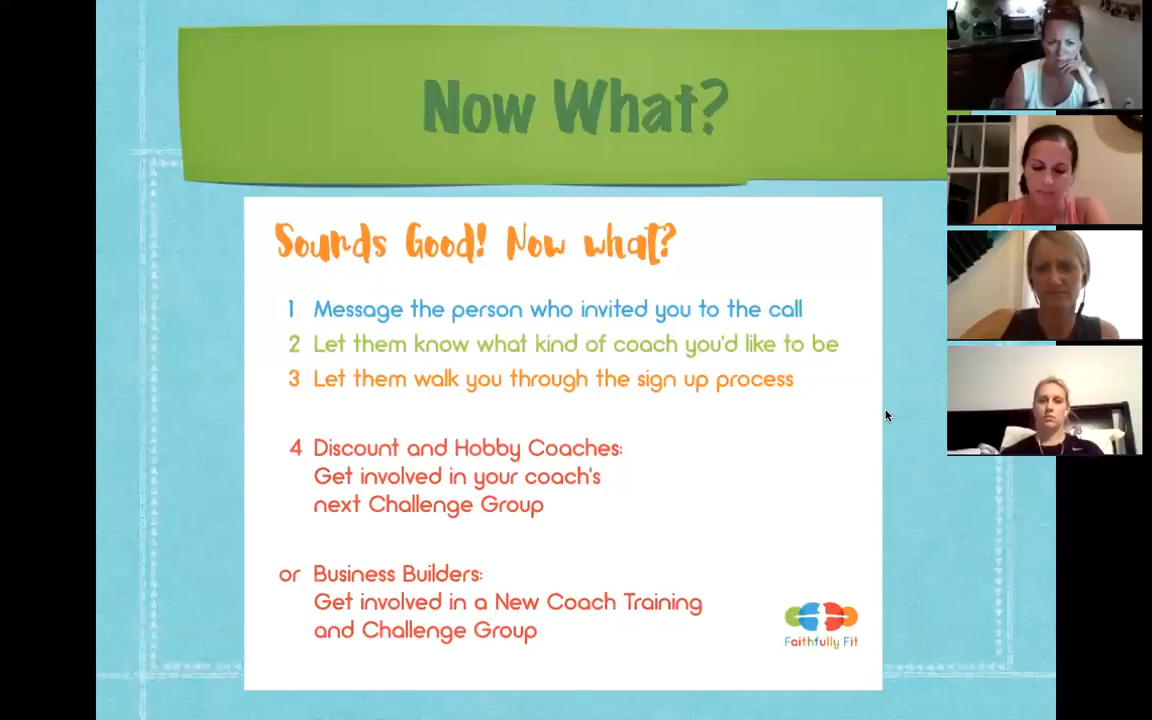 Now What?
Sounds Good! Now what?
1 Message the person who invited you to the call
2 Let them know what kind of coach you'd like to be
3 Let them walk you through the sign up process
4 Discount and Hobby Coaches:
Get involved in your coach's
next Challenge Group
or Business Builders:
Get involved in a New Coach Training
and Challenge Group
Faithfully Fit